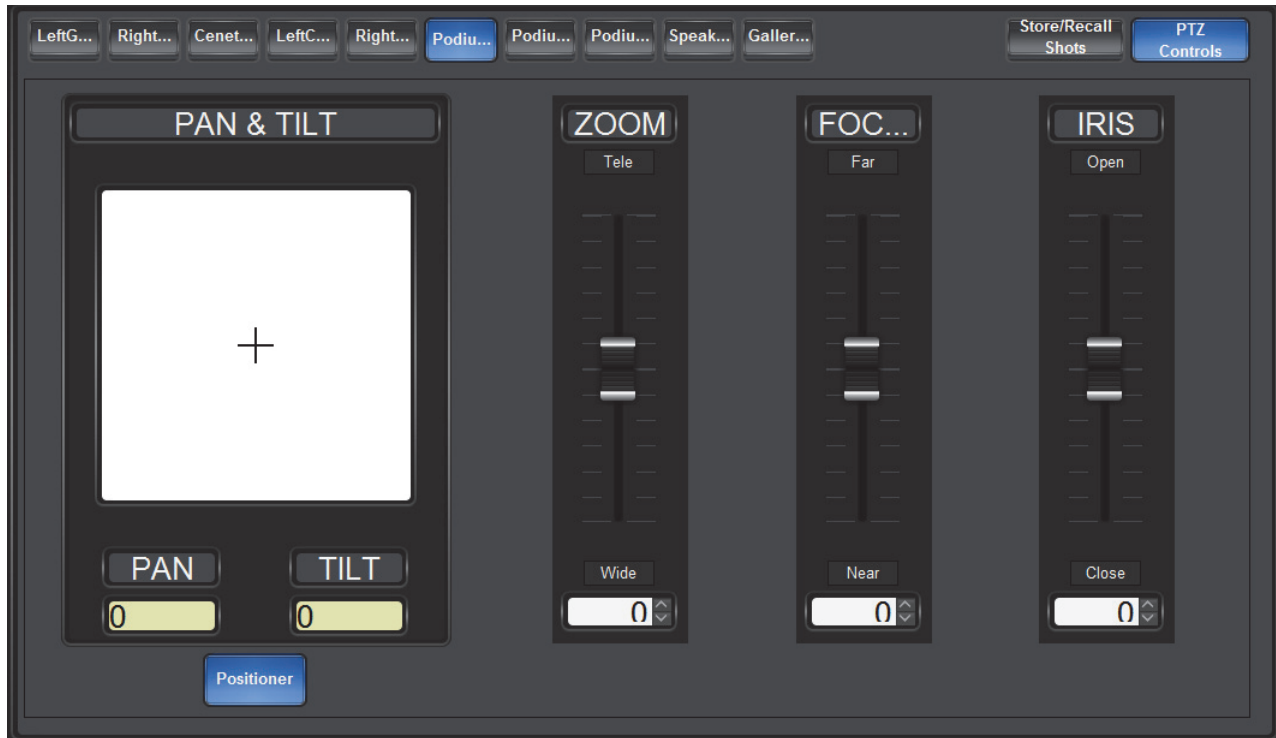 LeftG... Right... Cenet... LeftC... Right... Podiu... Podiu... Podiu... Speak... Galler... Store/Recall Shots PTZ Controls
PAN & TILT ZOOM FOC... IRIS
Tele Far Open
Wide Near Close
PAN TILT
0 0 0 0 0
Positioner